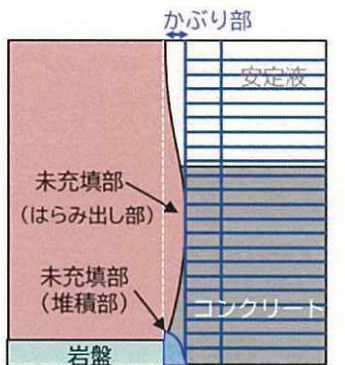 かぶり部
安定液
未充填部
(はらみ出し部)
未充填部
(堆積部)
コンクリート
岩盤